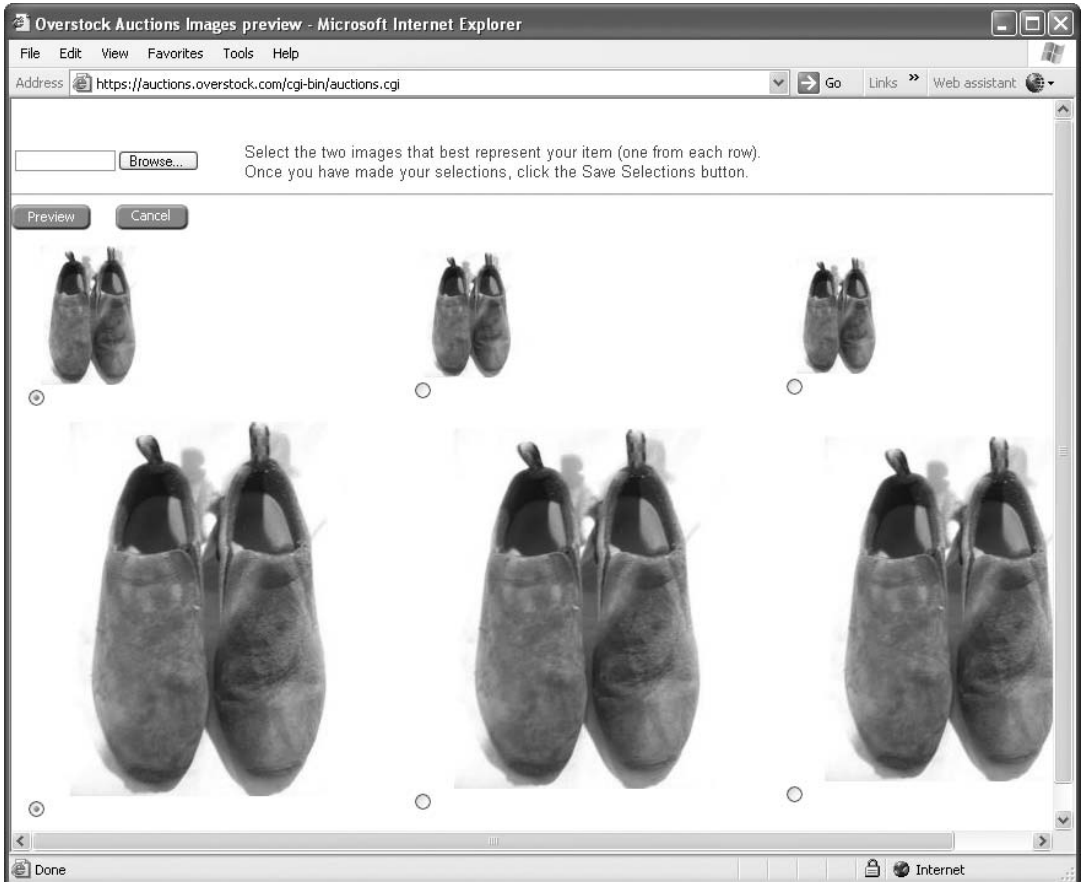 Overstock Auctions Images preview - Microsoft Internet Explorer
File Edit View Favorites Tools Help
Address https://auctions.overstock.com/cgi-bin/auctions.cgi Go Links » Web assistant
Browse...
Select the two images that best represent your item (one from each row).
Once you have made your selections, click the Save Selections button.
Preview Cancel
Done Internet